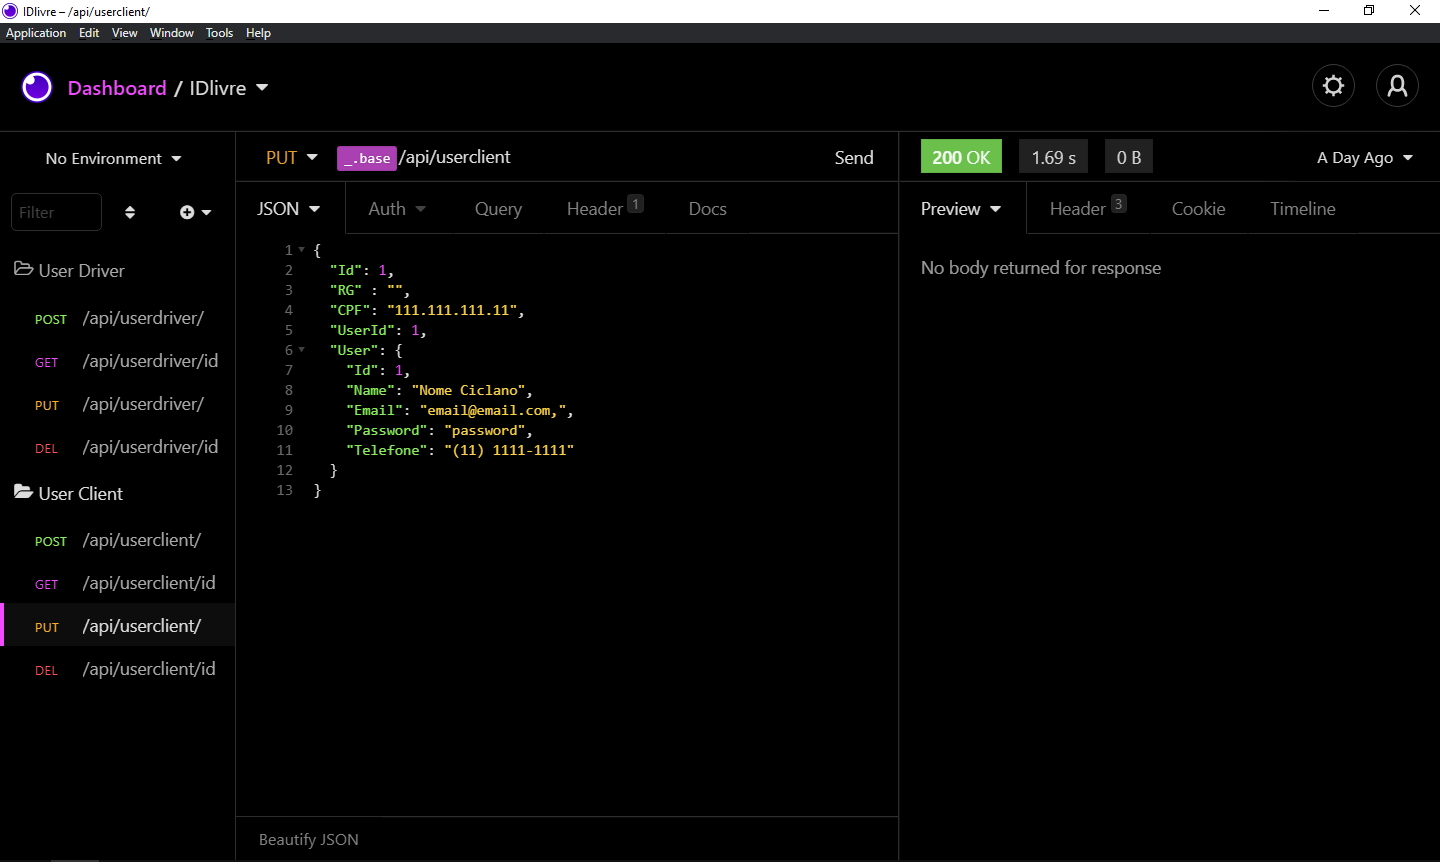 IDlivre – /api/userclient/
Application Edit View Window Tools Help
Dashboard / IDlivre
No Environment
Filter
User Driver
POST /api/userdriver/
GET /api/userdriver/id
PUT /api/userdriver/
DEL /api/userdriver/id
User Client
POST /api/userclient/
GET /api/userclient/id
PUT /api/userclient/
DEL /api/userclient/id
PUT _.base /api/userclient Send
JSON Auth Query Header 1 Docs
1 {
2 "Id": 1,
3 "RG" : "",
4 "CPF": "111.111.111.11",
5 "UserId": 1,
6 "User": {
7 "Id": 1,
8 "Name": "Nome Ciclano",
9 "Email": "email@email.com,",
10 "Password": "password",
11 "Telefone": "(11) 1111-1111"
12 }
13 }
Beautify JSON
200 OK 1.69 s 0 B A Day Ago
Preview Header 3 Cookie Timeline
No body returned for response